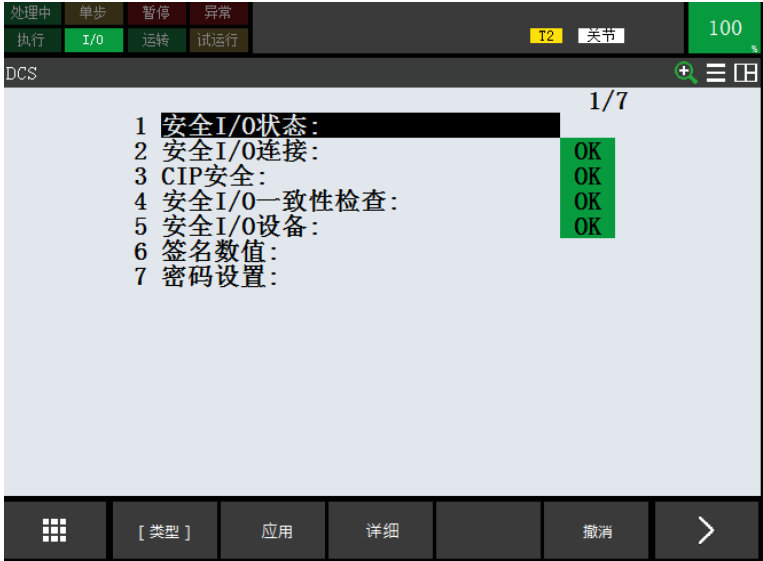 处理中 单步 暂停 异常
执行 I/O 运转 试运行 T2 关节 100 %
DCS
1/7
1 安全I/O状态:
2 安全I/O连接: OK
3 CIP安全: OK
4 安全I/O一致性检查: OK
5 安全I/O设备: OK
6 签名数值:
7 密码设置:
[ 类型 ] 应用 详细 撤消